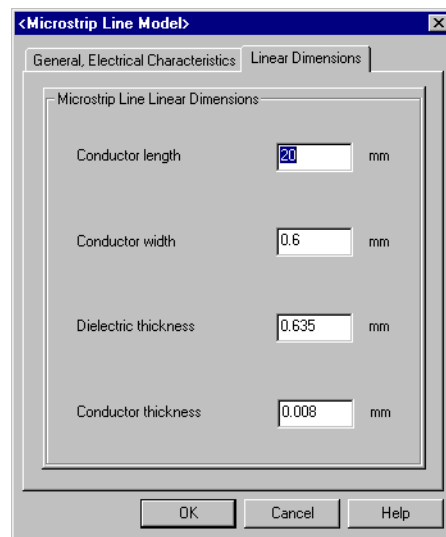 <Microstrip Line Model>
General, Electrical Characteristics Linear Dimensions
Microstrip Line Linear Dimensions
Conductor length 20 mm
Conductor width 0.6 mm
Dielectric thickness 0.635 mm
Conductor thickness 0.008 mm
OK Cancel Help